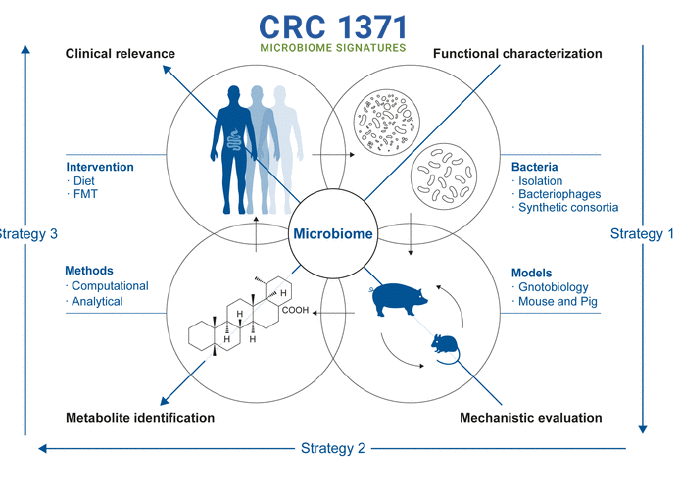 CRC 1371
MICROBIOME SIGNATURES
Clinical relevance
Functional characterization
Intervention
· Diet
· FMT
Bacteria
· Isolation
· Bacteriophages
· Synthetic consortia
Strategy 3
Microbiome
Strategy 1
Methods
· Computational
· Analytical
Models
· Gnotobiology
· Mouse and Pig
H
H
COOH
H
H
Metabolite identification
Mechanistic evaluation
Strategy 2